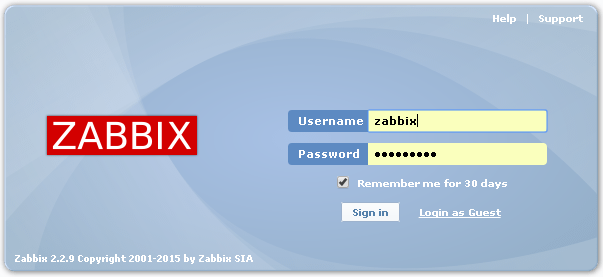 Help | Support
ZABBIX
Username zabbix
Password •••••••••
Remember me for 30 days
Sign in Login as Guest
Zabbix 2.2.9 Copyright 2001-2015 by Zabbix SIA